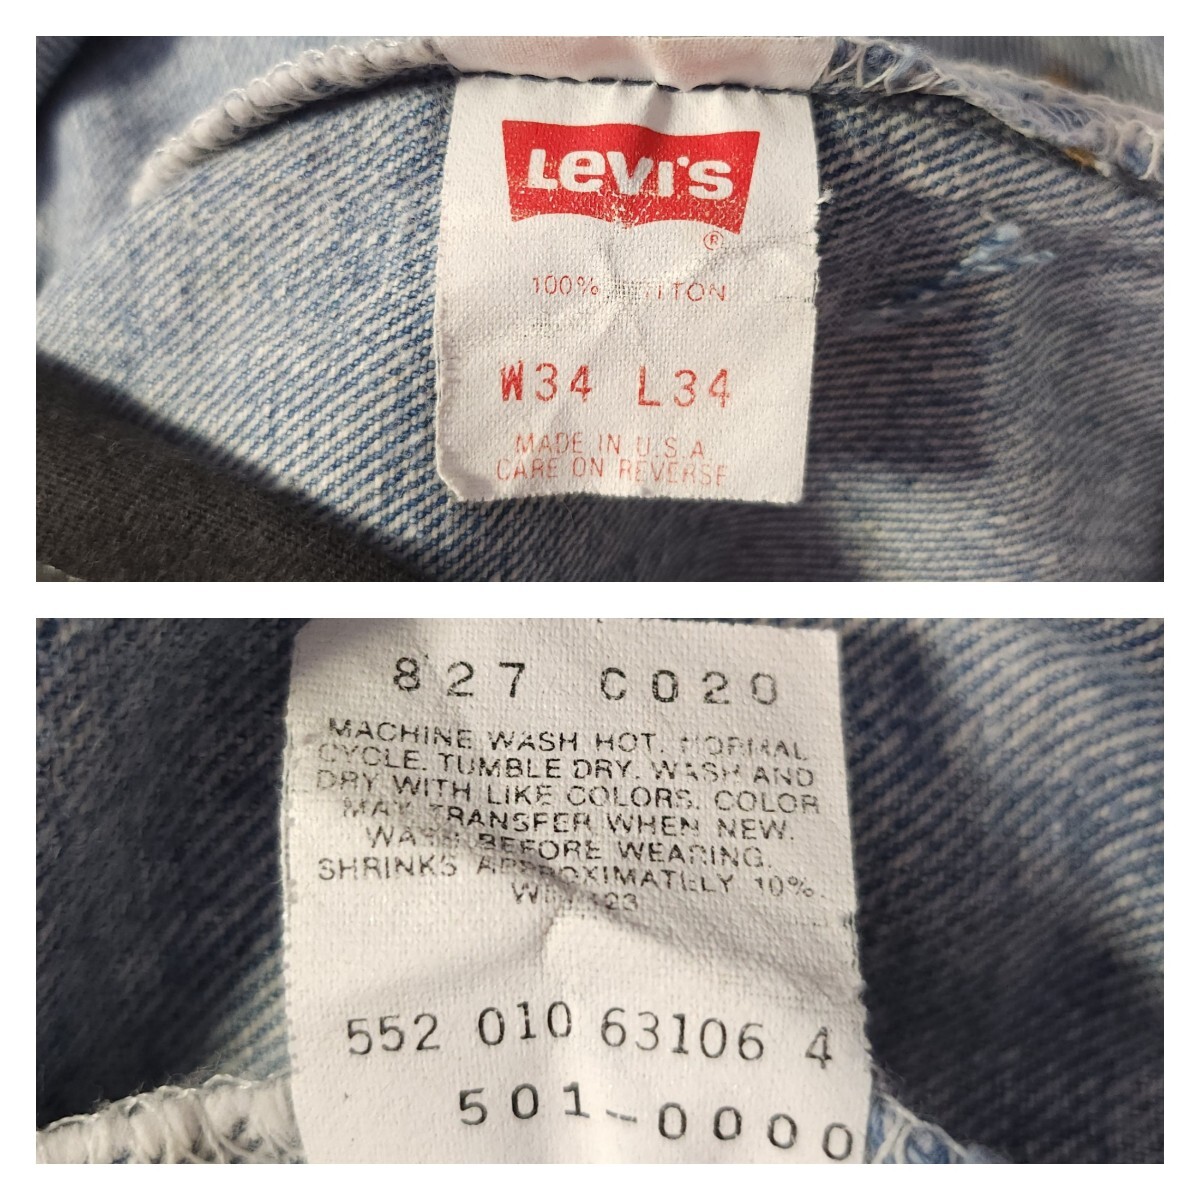 Levi's
®
100%
W34 L34
MADE IN U.S.A
CARE ON REVERSE
827 C020
MACHINE WASH HOT. NORMAL
CYCLE. TUMBLE DRY. WASH AND
DRY WITH LIKE COLORS. COLOR
MAY TRANSFER WHEN NEW.
WASH BEFORE WEARING.
SHRINKS APPROXIMATELY 10%.
552 010 63106 4
501-0000